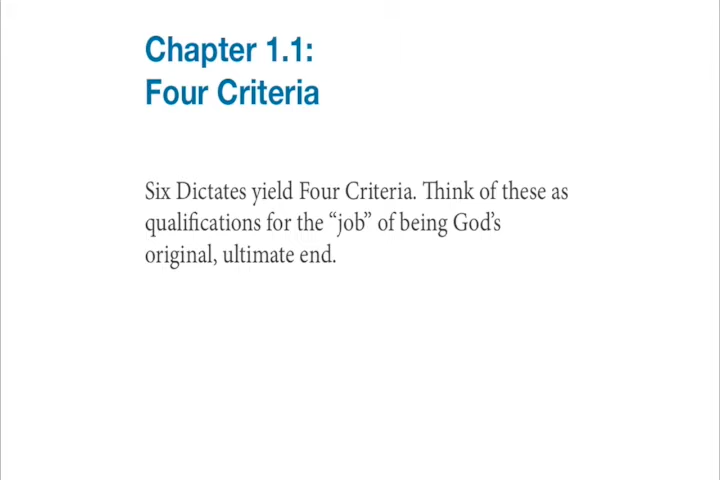 Chapter 1.1:
Four Criteria
Six Dictates yield Four Criteria. Think of these as
qualifications for the “job” of being God’s
original, ultimate end.